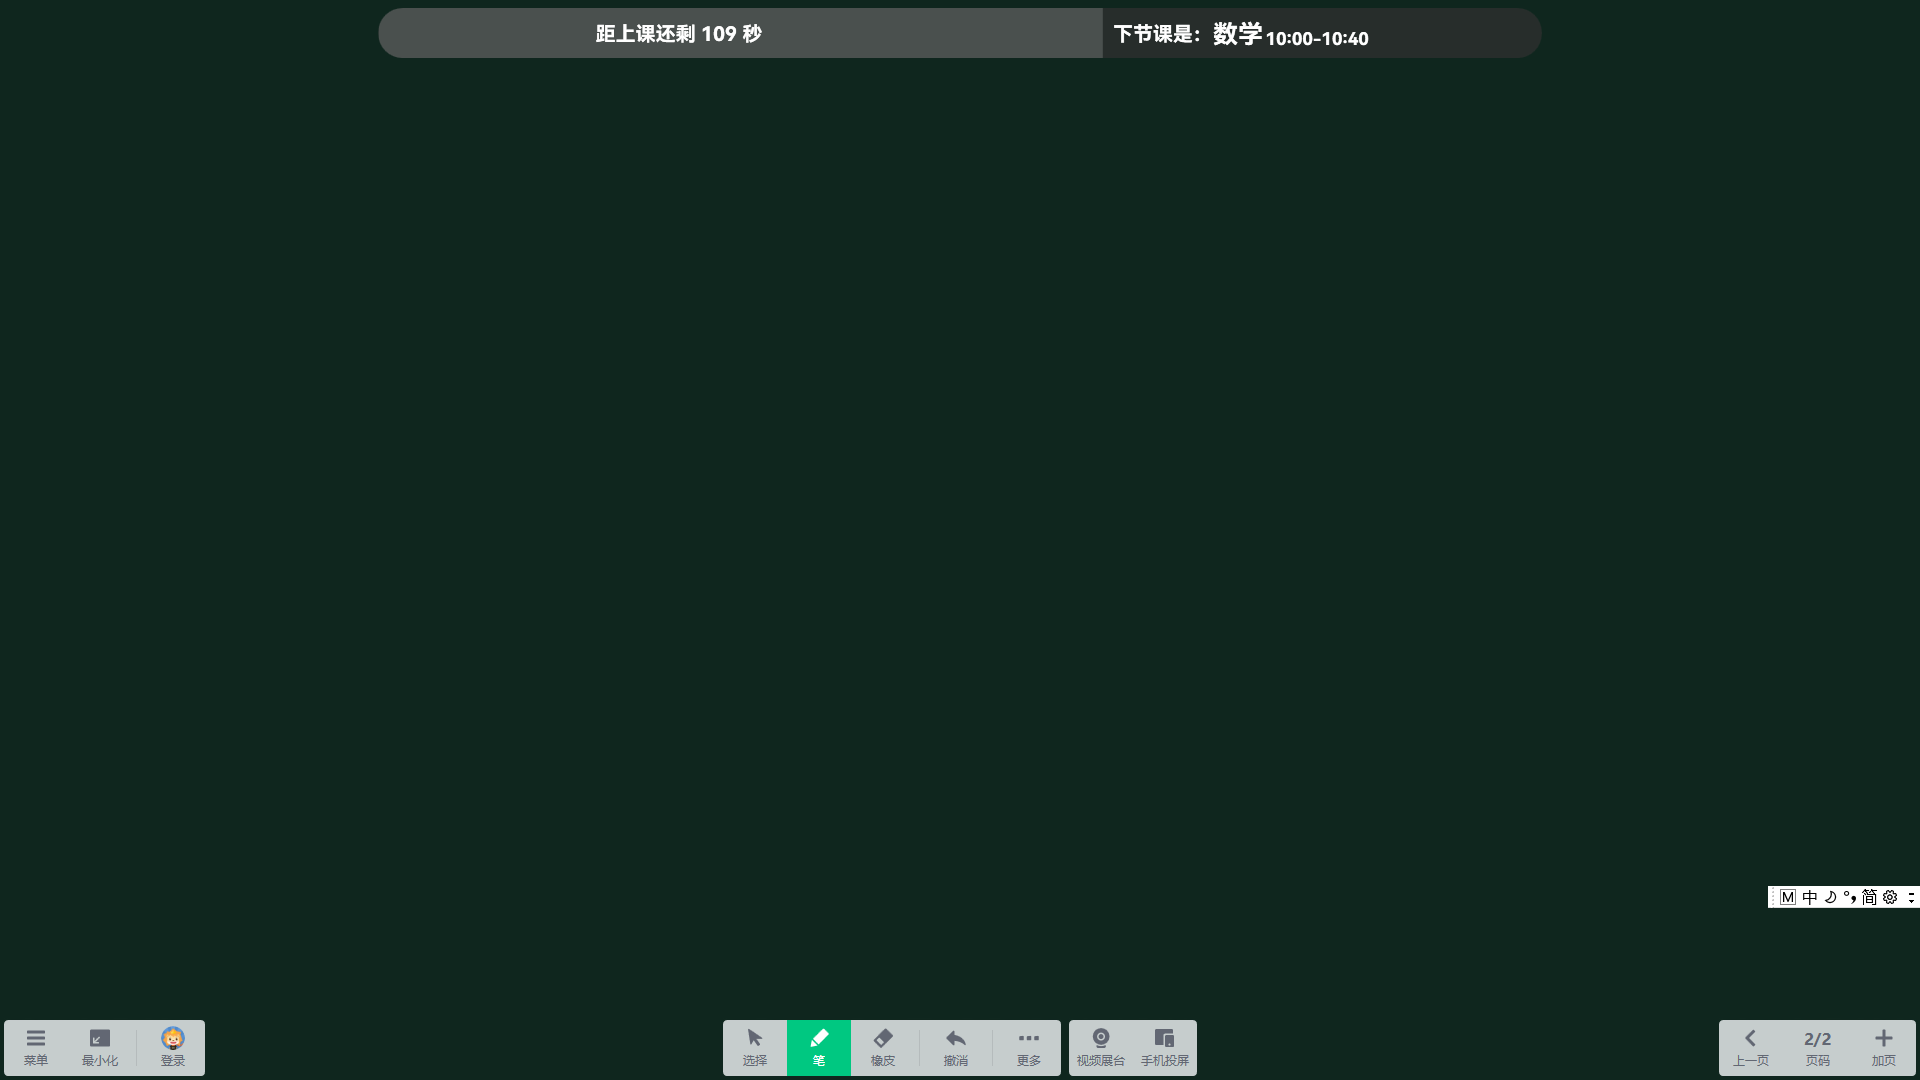 距上课还剩 109 秒
下节课是：数学 10:00-10:40
M 中 °, 简
菜单 最小化 登录
选择 笔 橡皮 撤消 更多 视频展台 手机投屏
2/2
上一页 页码 加页